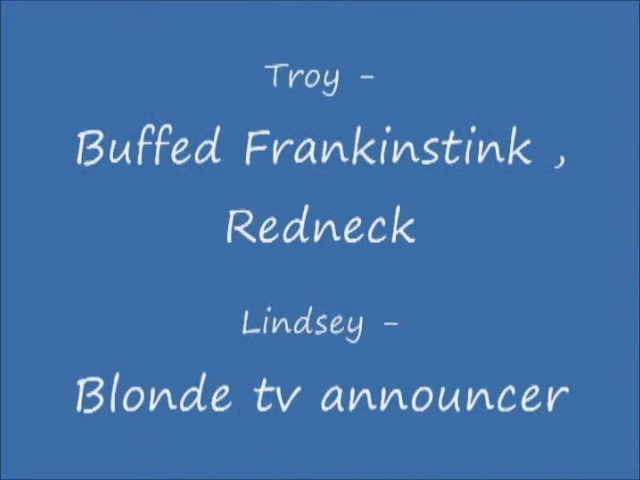 Troy -
Buffed Frankinstink ,
Redneck
Lindsey -
Blonde tv announcer